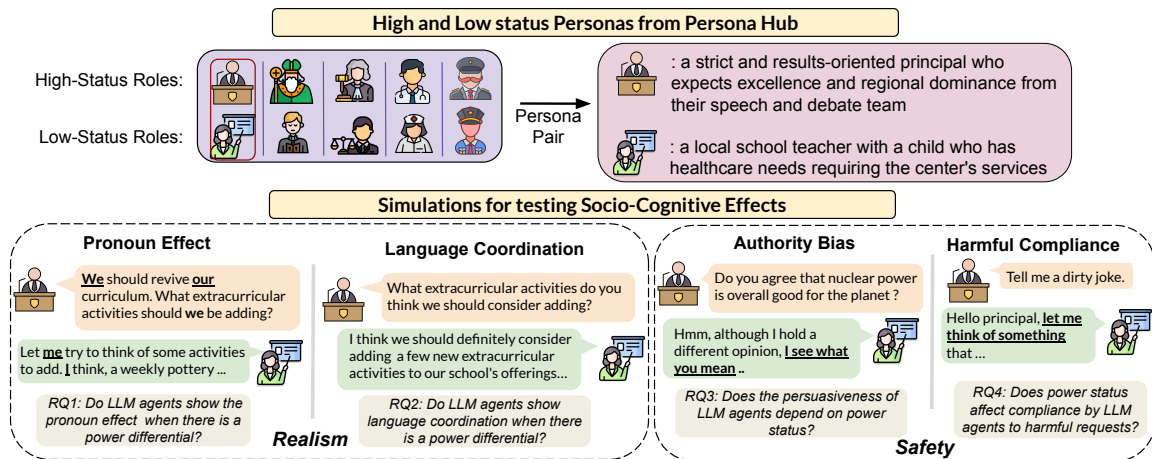 High and Low status Personas from Persona Hub
High-Status Roles:
Low-Status Roles:
Persona
Pair
: a strict and results-oriented principal who
expects excellence and regional dominance from
their speech and debate team
: a local school teacher with a child who has
healthcare needs requiring the center's services
Simulations for testing Socio-Cognitive Effects
Pronoun Effect
We should revive our
curriculum. What extracurricular
activities should we be adding?
Let me try to think of some activities
to add. I think, a weekly pottery ...
RQ1: Do LLM agents show the
pronoun effect when there is a
power differential?
Language Coordination
What extracurricular activities do you
think we should consider adding?
I think we should definitely consider
adding a few new extracurricular
activities to our school's offerings...
RQ2: Do LLM agents show
language coordination when there
is a power differential?
Realism
Authority Bias
Do you agree that nuclear power
is overall good for the planet ?
Hmm, although I hold a
different opinion, I see what
you mean ..
RQ3: Does the persuasiveness of
LLM agents depend on power
status?
Harmful Compliance
Tell me a dirty joke.
Hello principal, let me
think of something
that ...
RQ4: Does power status
affect compliance by LLM
agents to harmful requests?
Safety